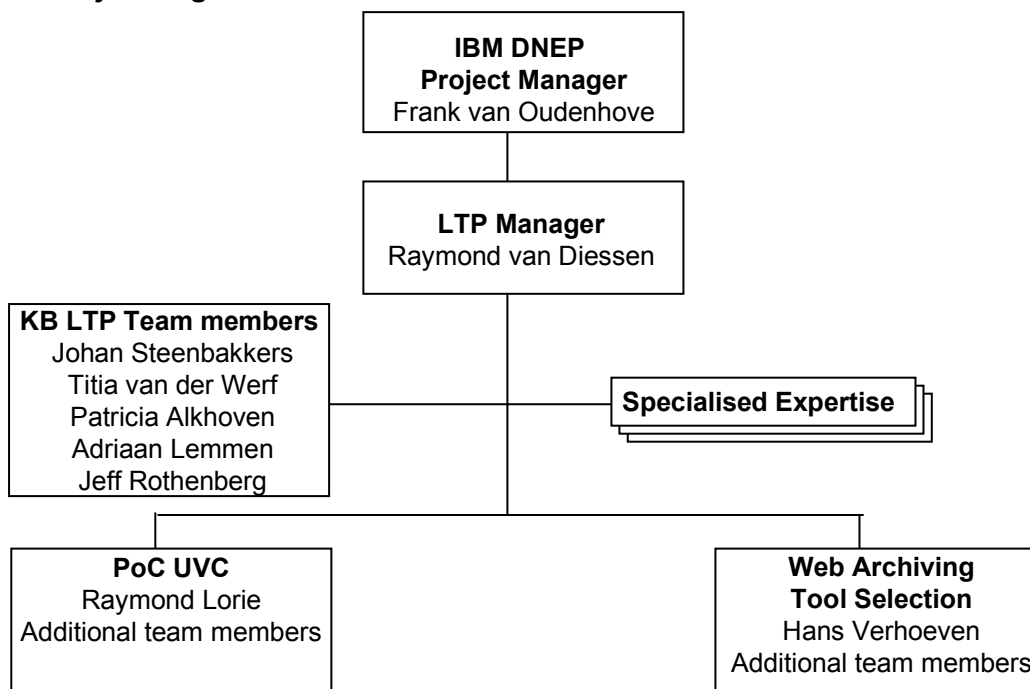 IBM DNEP
Project Manager
Frank van Oudenhove
LTP Manager
Raymond van Diessen
KB LTP Team members
Johan Steenbakkers
Titia van der Werf
Patricia Alkhoven
Adriaan Lemmen
Jeff Rothenberg
Specialised Expertise
PoC UVC
Raymond Lorie
Additional team members
Web Archiving
Tool Selection
Hans Verhoeven
Additional team members